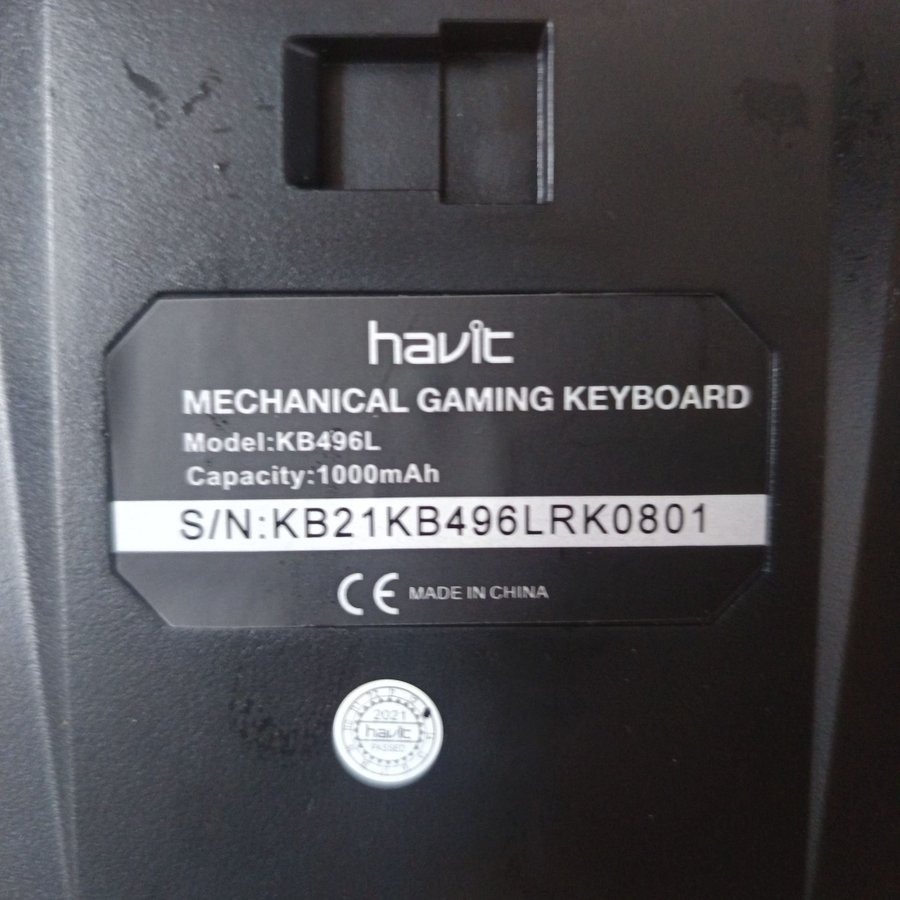 havit
MECHANICAL GAMING KEYBOARD
Model:KB496L
Capacity:1000mAh
S/N:KB21KB496LRK0801
CE MADE IN CHINA
2021
havit
PASSED